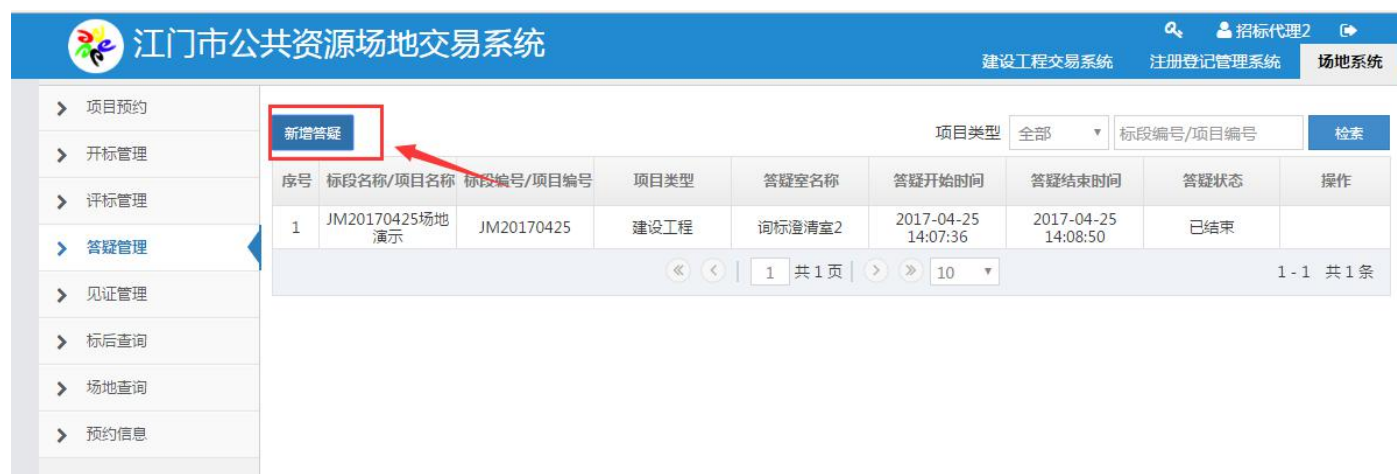 江门市公共资源场地交易系统
招标代理2
建设工程交易系统 注册登记管理系统 场地系统
项目预约
开标管理
评标管理
答疑管理
见证管理
标后查询
场地查询
预约信息
新增答疑 项目类型 全部 标段编号/项目编号 检索
序号 标段名称/项目名称 标段编号/项目编号 项目类型 答疑室名称 答疑开始时间 答疑结束时间 答疑状态 操作
1 JM20170425场地演示 JM20170425 建设工程 询标澄清室2 2017-04-25 14:07:36 2017-04-25 14:08:50 已结束
1 共1页 10 1-1 共1条